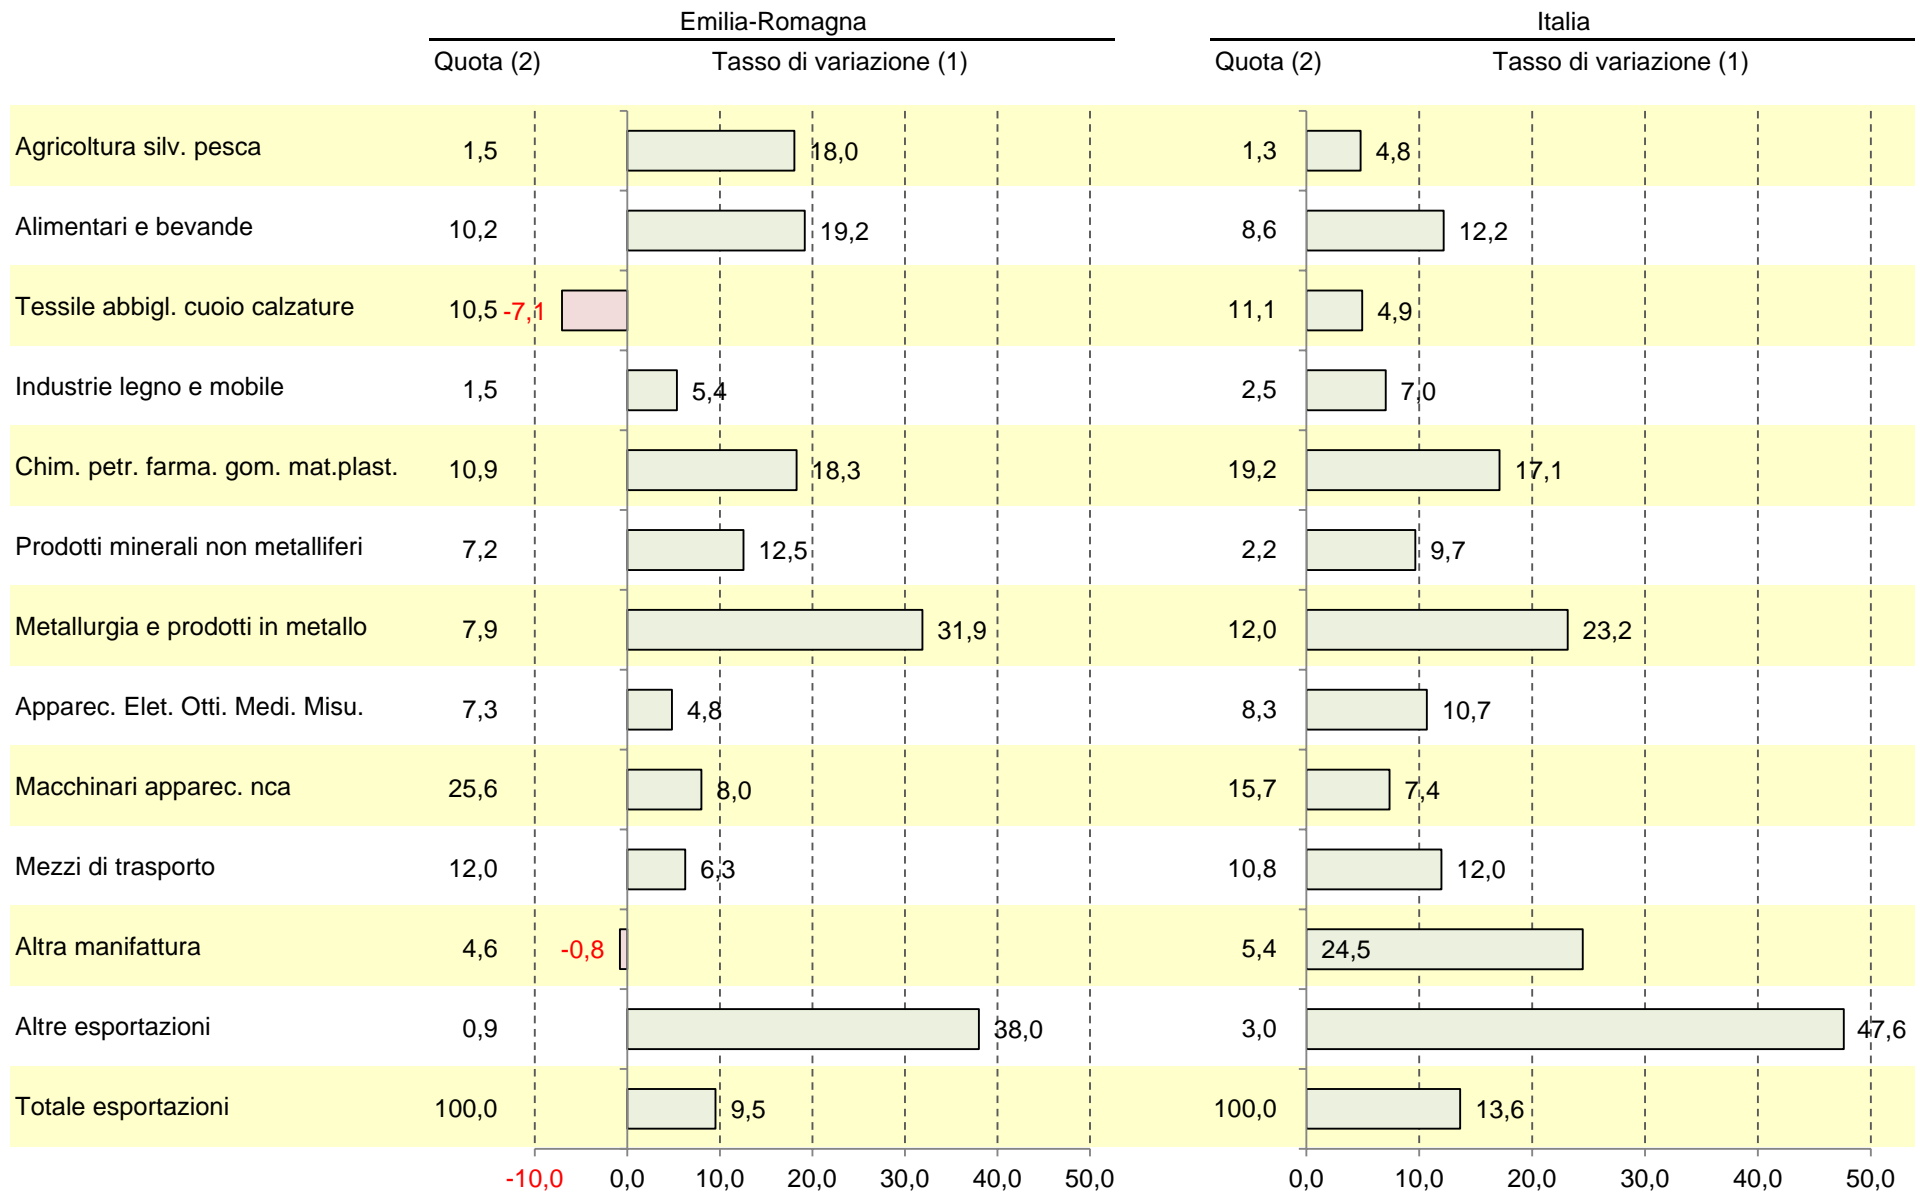 Emilia-Romagna Italia
Quota (2) Tasso di variazione (1) Quota (2) Tasso di variazione (1)
Agricoltura silv. pesca 1,5 18,0 1,3 4,8
Alimentari e bevande 10,2 19,2 8,6 12,2
Tessile abbigl. cuoio calzature 10,5 -7,1 11,1 4,9
Industrie legno e mobile 1,5 5,4 2,5 7,0
Chim. petr. farma. gom. mat.plast. 10,9 18,3 19,2 17,1
Prodotti minerali non metalliferi 7,2 12,5 2,2 9,7
Metallurgia e prodotti in metallo 7,9 31,9 12,0 23,2
Apparec. Elet. Otti. Medi. Misu. 7,3 4,8 8,3 10,7
Macchinari apparec. nca 25,6 8,0 15,7 7,4
Mezzi di trasporto 12,0 6,3 10,8 12,0
Altra manifattura 4,6 -0,8 5,4 24,5
Altre esportazioni 0,9 38,0 3,0 47,6
Totale esportazioni 100,0 9,5 100,0 13,6
-10,0 0,0 10,0 20,0 30,0 40,0 50,0 0,0 10,0 20,0 30,0 40,0 50,0